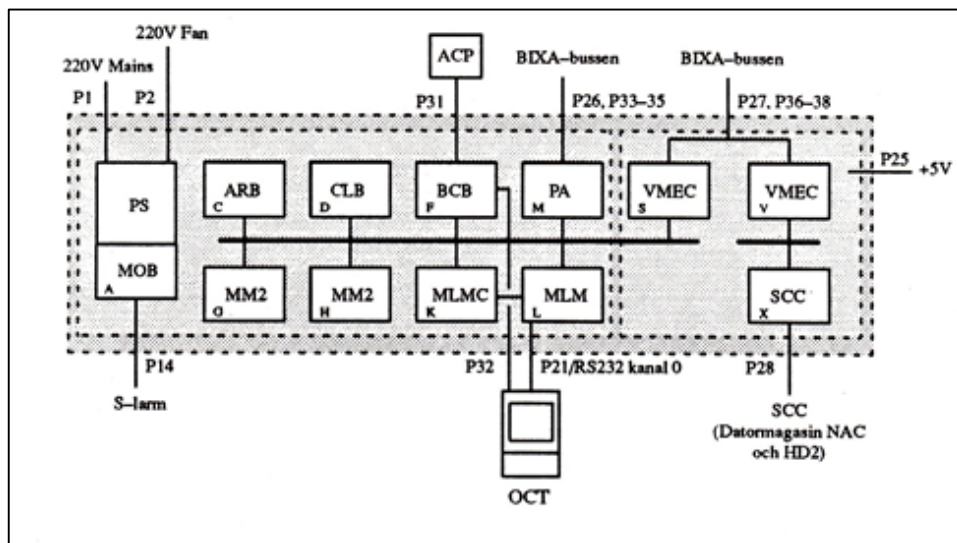 220V Fan
220V Mains
ACP
BIXA–bussen
BIXA–bussen
P1
P2
P31
P26, P33–35
P27, P36–38
P25
+5V
PS
ARB
C
CLB
D
BCB
F
PA
M
VMEC
S
VMEC
V
MOB
A
MM2
G
MM2
H
MLMC
K
MLM
L
SCC
X
P14
P32
P21/RS232 kanal 0
P28
S–larm
SCC
(Datormagasin NAC
och HD2)
OCT